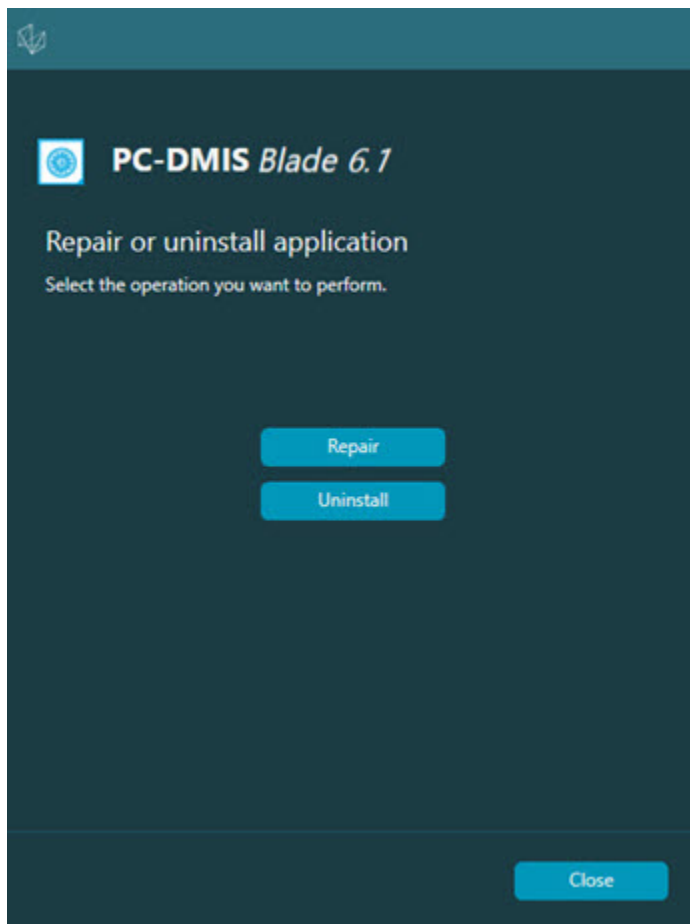 PC-DMIS Blade 6.1
Repair or uninstall application
Select the operation you want to perform.
Repair
Uninstall
Close